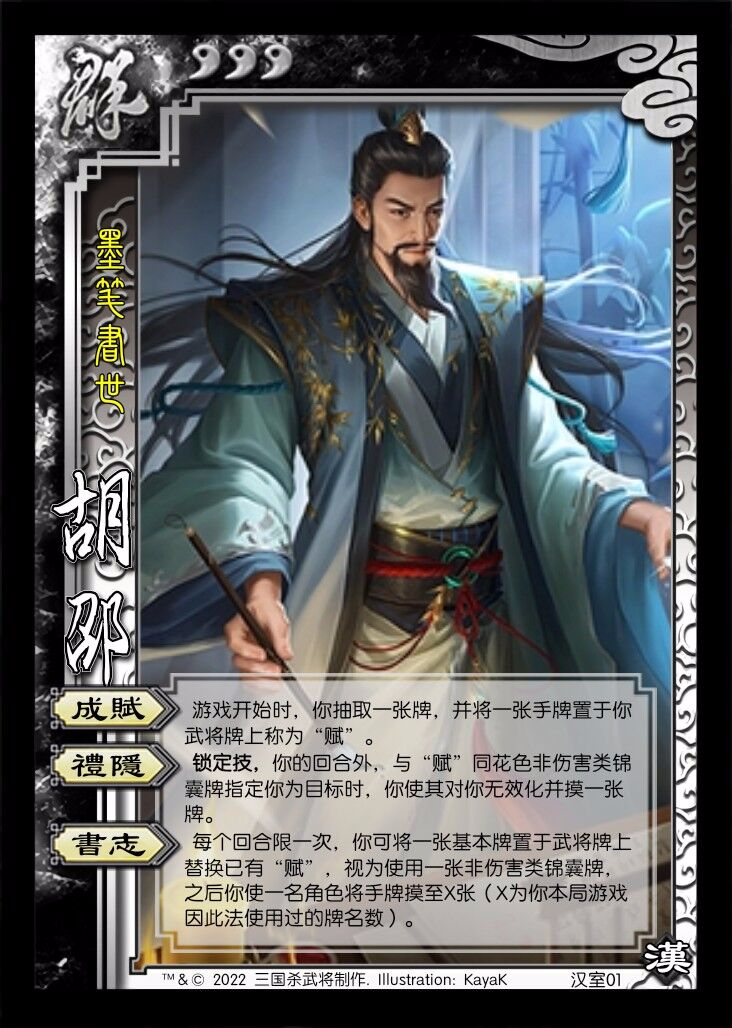 群
墨笔書世
胡邵
成賦
游戏开始时，你抽取一张牌，并将一张手牌置于你
武将牌上称为“赋”。
禮隱
锁定技，你的回合外，与“赋”同花色非伤害类锦
囊牌指定你为目标时，你使其对你无效化并摸一张
牌。
書志
每个回合限一次，你可将一张基本牌置于武将牌上
替换已有“赋”，视为使用一张非伤害类锦囊牌，
之后你使一名角色将手牌摸至X张（X为你本局游戏
因此法使用过的牌名数）。
漢
™&© 2022 三国杀武将制作. Illustration: KayaK 汉室01